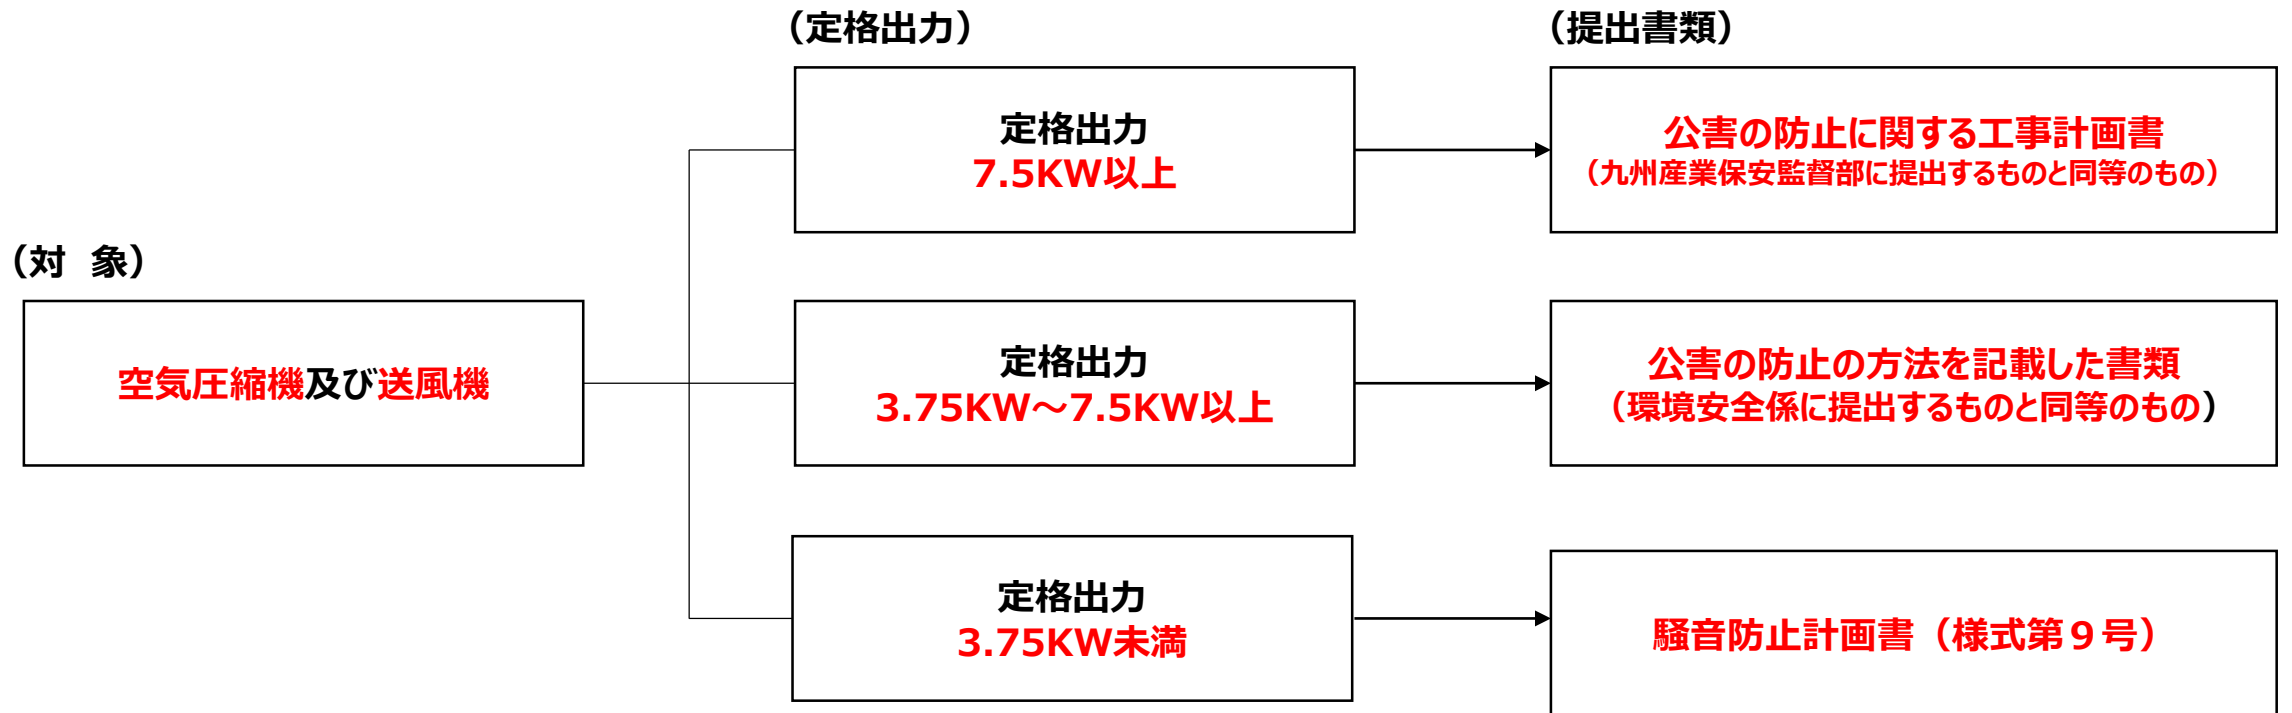 （定格出力）
（提出書類）
定格出力
7.5KW以上
公害の防止に関する工事計画書
（九州産業保安監督部に提出するものと同等のもの）
（対　象）
空気圧縮機及び送風機
定格出力
3.75KW～7.5KW以上
公害の防止の方法を記載した書類
（環境安全係に提出するものと同等のもの）
定格出力
3.75KW未満
騒音防止計画書（様式第９号）